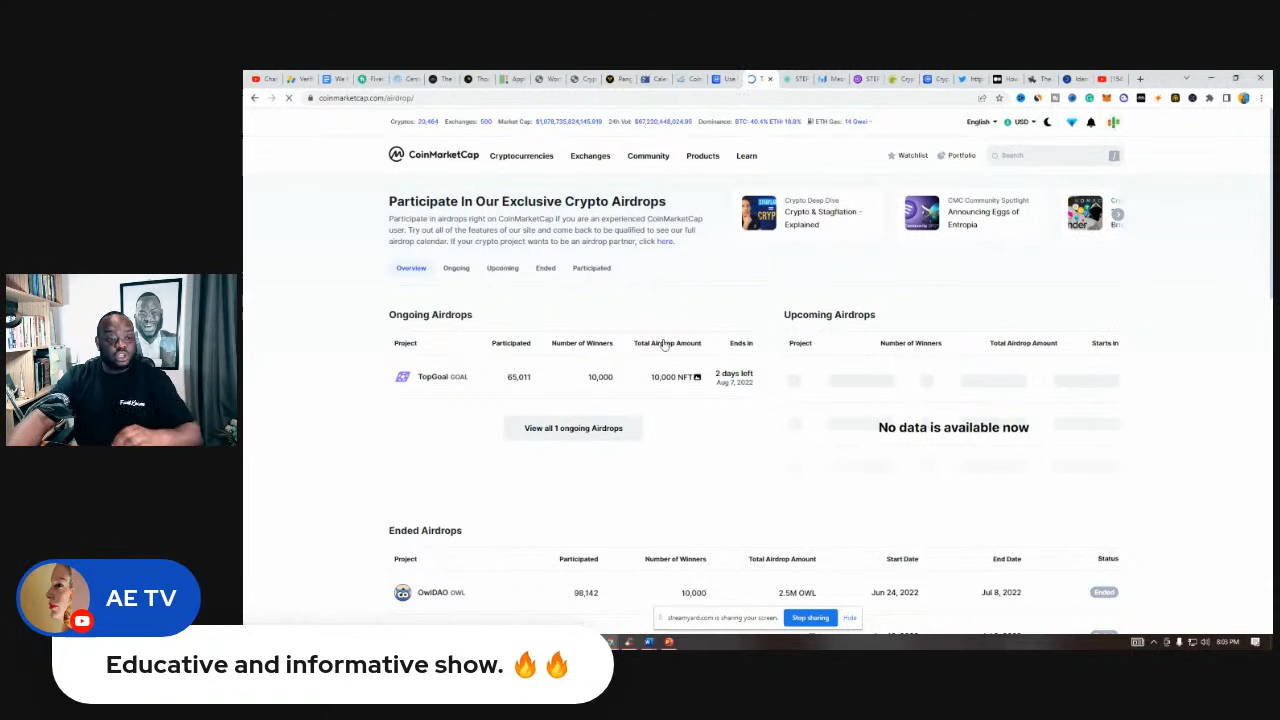 coinmarketcap.com/airdrop/
Cryptos: 20,464 Exchanges: 500 Market Cap: $1,078,735,824,145.919 24h Vol: $67,220,448,024.95 Dominance: BTC: 40.4% ETH: 18.8% ETH Gas: 14 Gwei
English USD
CoinMarketCap Cryptocurrencies Exchanges Community Products Learn Watchlist Portfolio Search /
Participate In Our Exclusive Crypto Airdrops
Participate in airdrops right on CoinMarketCap if you are an experienced CoinMarketCap
user. Try out all of the features of our site and come back to be qualified to see our full
airdrop calendar. If your crypto project wants to be an airdrop partner, click here.
Crypto Deep Dive
Crypto & Stagflation -
Explained
CMC Community Spotlight
Announcing Eggs of
Entropia
Overview Ongoing Upcoming Ended Participated
Ongoing Airdrops
Project Participated Number of Winners Total Airdrop Amount Ends in
TopGoal GOAL 65,011 10,000 10,000 NFT 2 days left
Aug 7, 2022
View all 1 ongoing Airdrops
Upcoming Airdrops
Project Number of Winners Total Airdrop Amount Starts in
No data is available now
Ended Airdrops
Project Participated Number of Winners Total Airdrop Amount Start Date End Date Status
OwlDAO OWL 98,142 10,000 2.5M OWL Jun 24, 2022 Jul 8, 2022 Ended
streamyard.com is sharing your screen. Stop sharing Hide
8:03 PM
AE TV
Educative and informative show. 🔥🔥